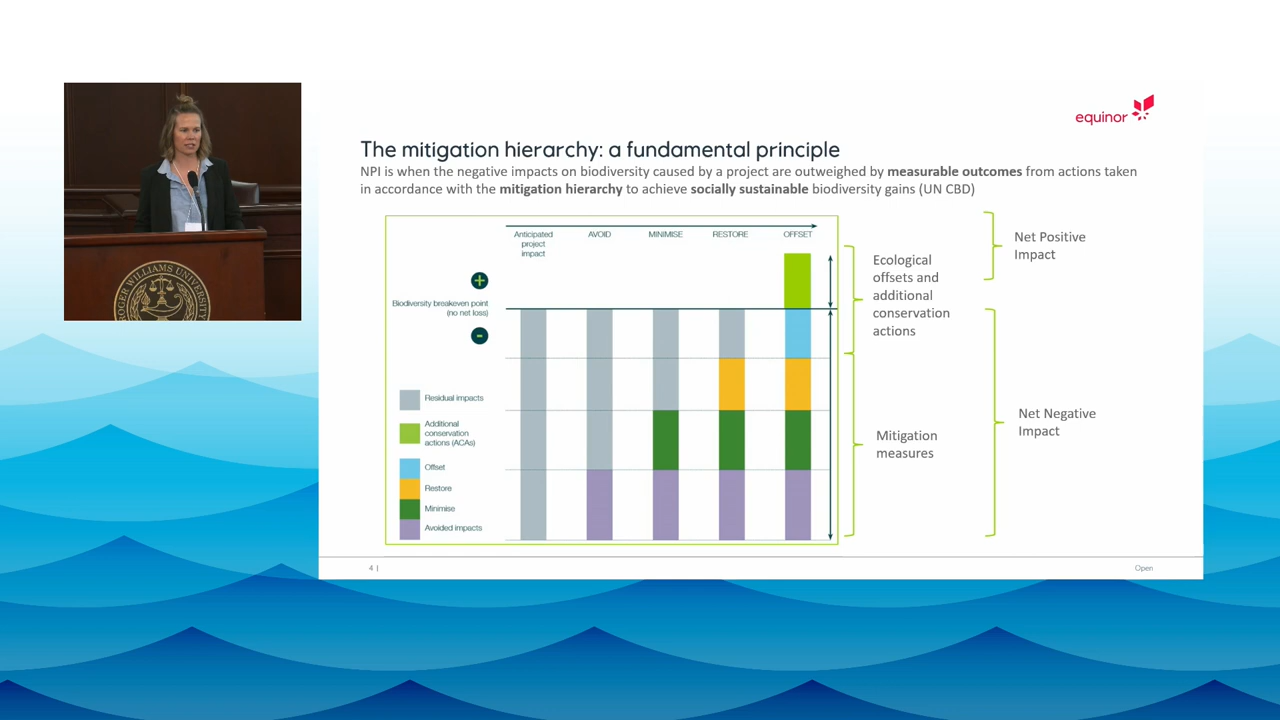 equinor
The mitigation hierarchy: a fundamental principle
NPI is when the negative impacts on biodiversity caused by a project are outweighed by measurable outcomes from actions taken
in accordance with the mitigation hierarchy to achieve socially sustainable biodiversity gains (UN CBD)
Anticipated
project
impact
AVOID
MINIMISE
RESTORE
OFFSET
+
Biodiversity breakeven point
(no net loss)
-
Residual impacts
Additional
conservation
actions (ACAs)
Offset
Restore
Minimise
Avoided impacts
Ecological
offsets and
additional
conservation
actions
Mitigation
measures
Net Positive
Impact
Net Negative
Impact
4 |
Open
ROGER WILLIAMS UNIVERSITY